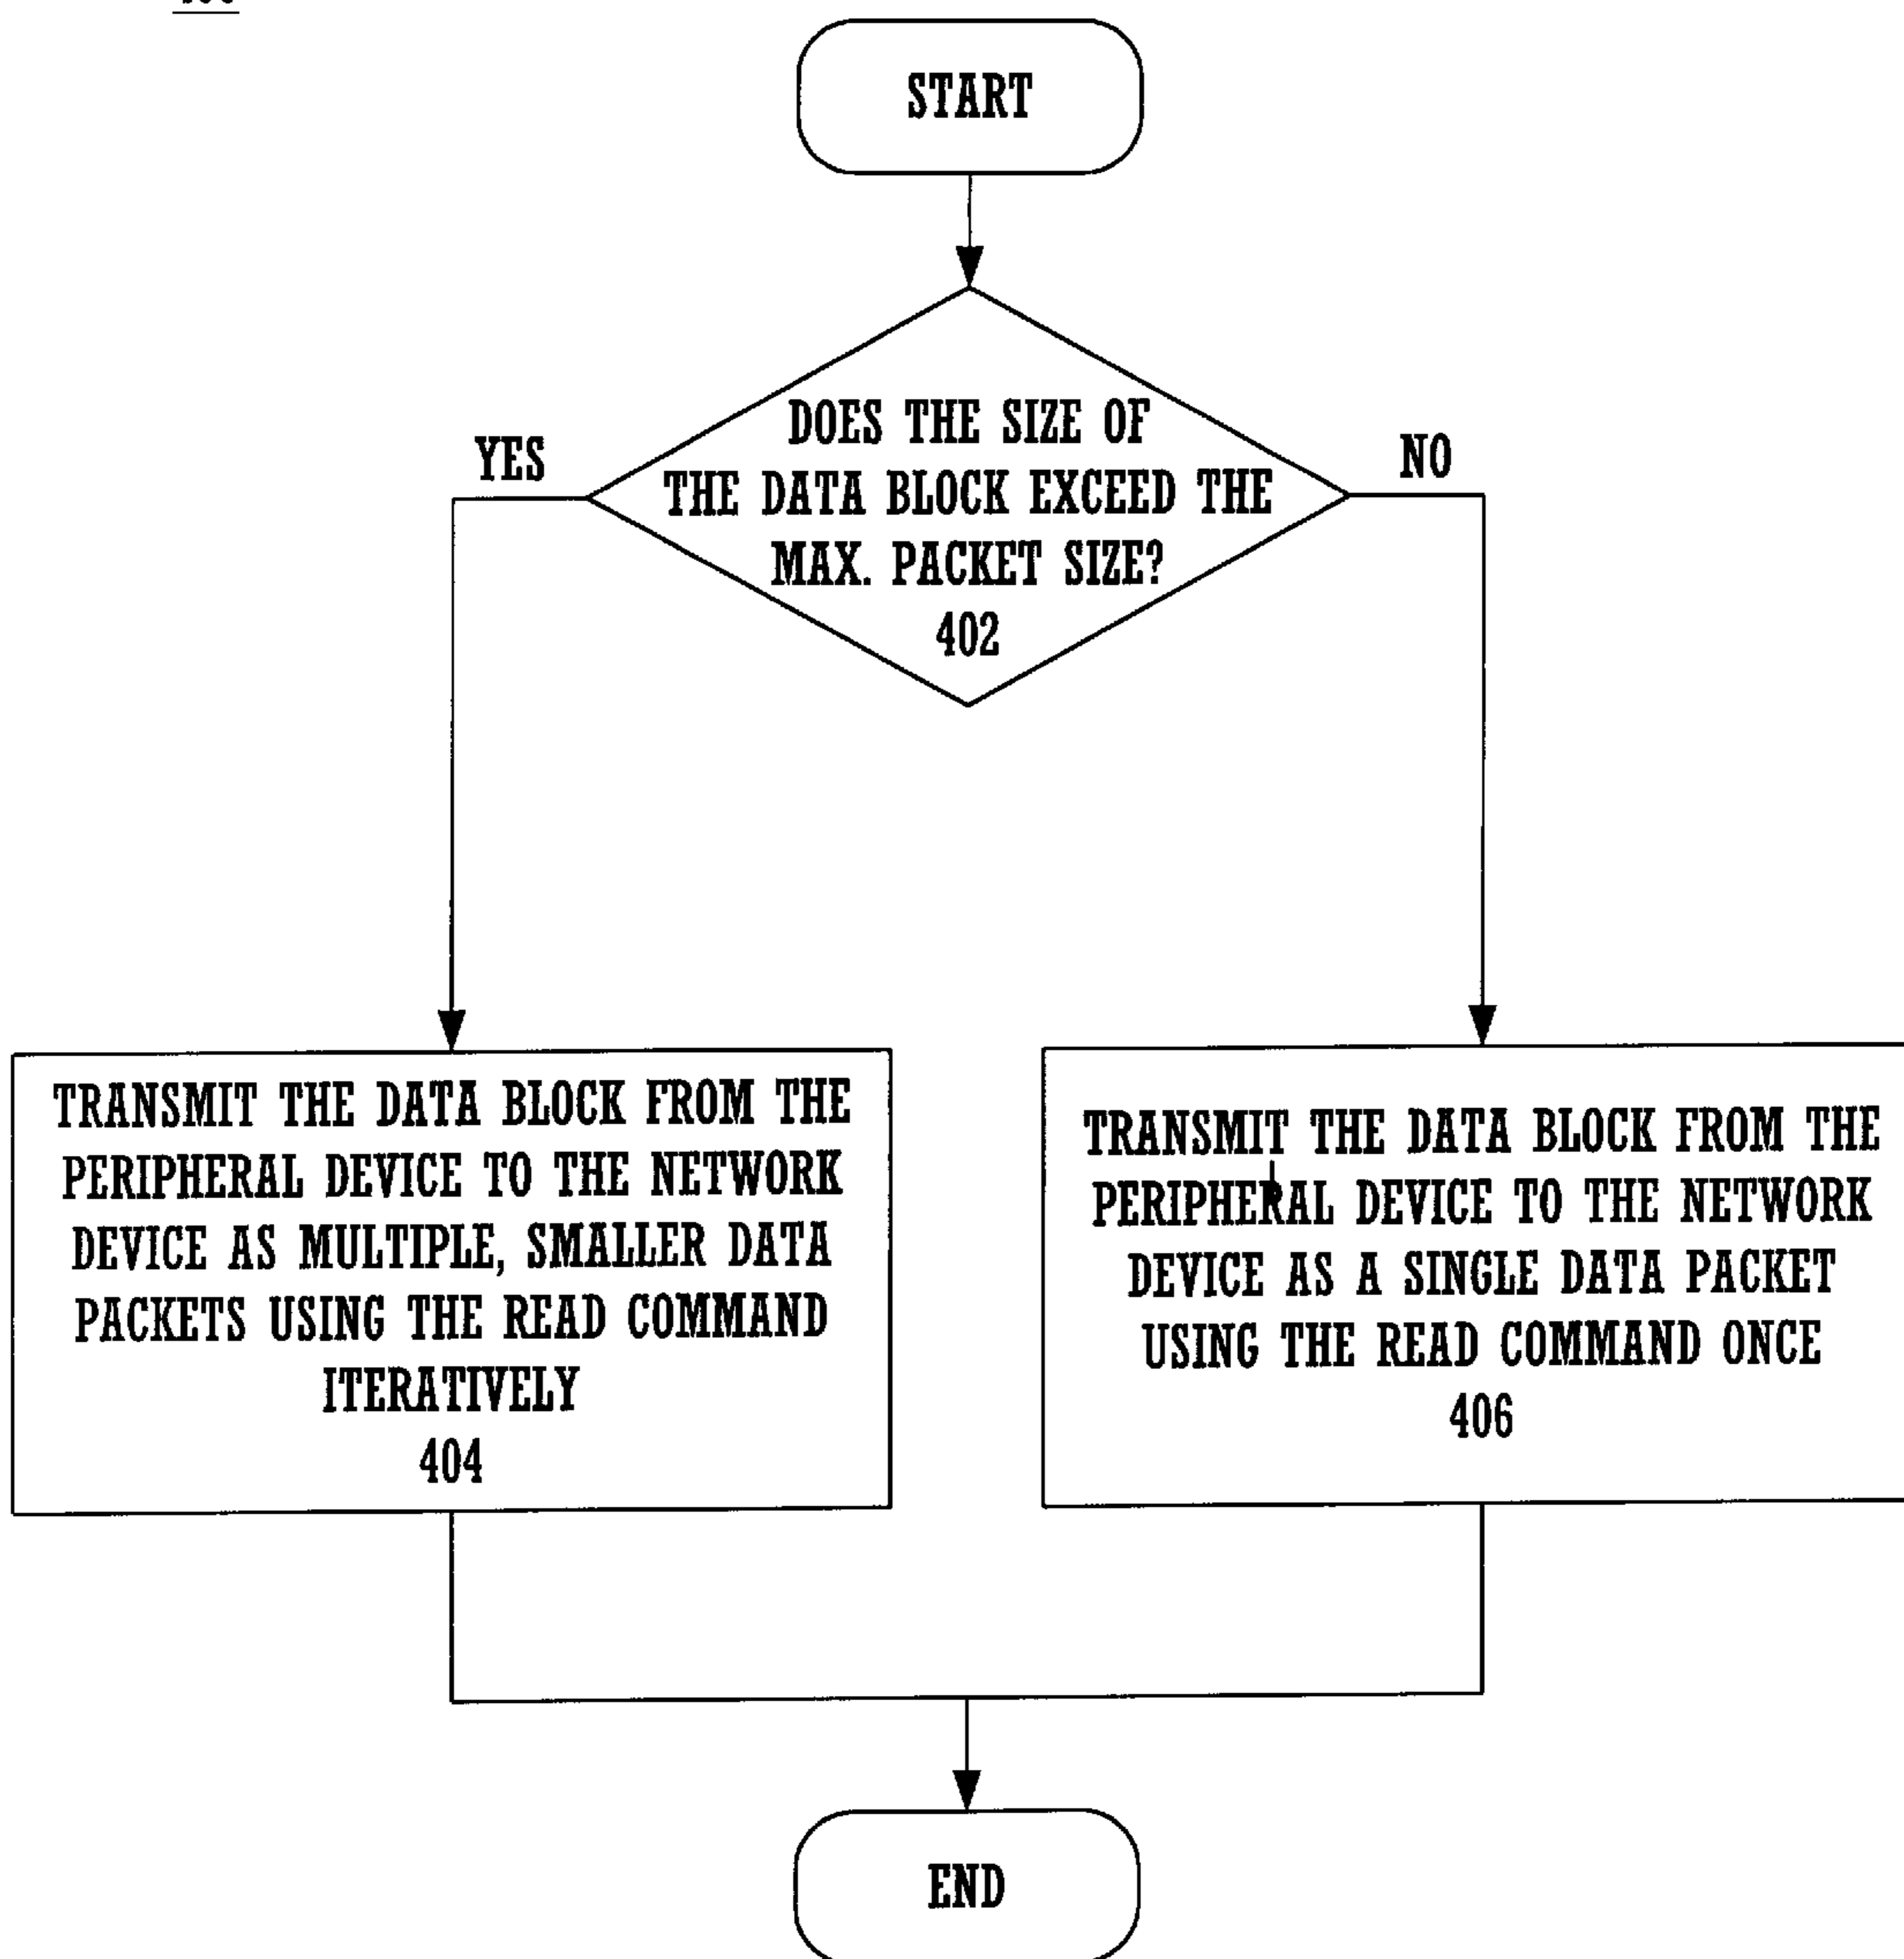 START
DOES THE SIZE OF
THE DATA BLOCK EXCEED THE
MAX. PACKET SIZE?
402
YES
NO
TRANSMIT THE DATA BLOCK FROM THE
PERIPHERAL DEVICE TO THE NETWORK
DEVICE AS MULTIPLE, SMALLER DATA
PACKETS USING THE READ COMMAND
ITERATIVELY
404
TRANSMIT THE DATA BLOCK FROM THE
PERIPHERAL DEVICE TO THE NETWORK
DEVICE AS A SINGLE DATA PACKET
USING THE READ COMMAND ONCE
406
END